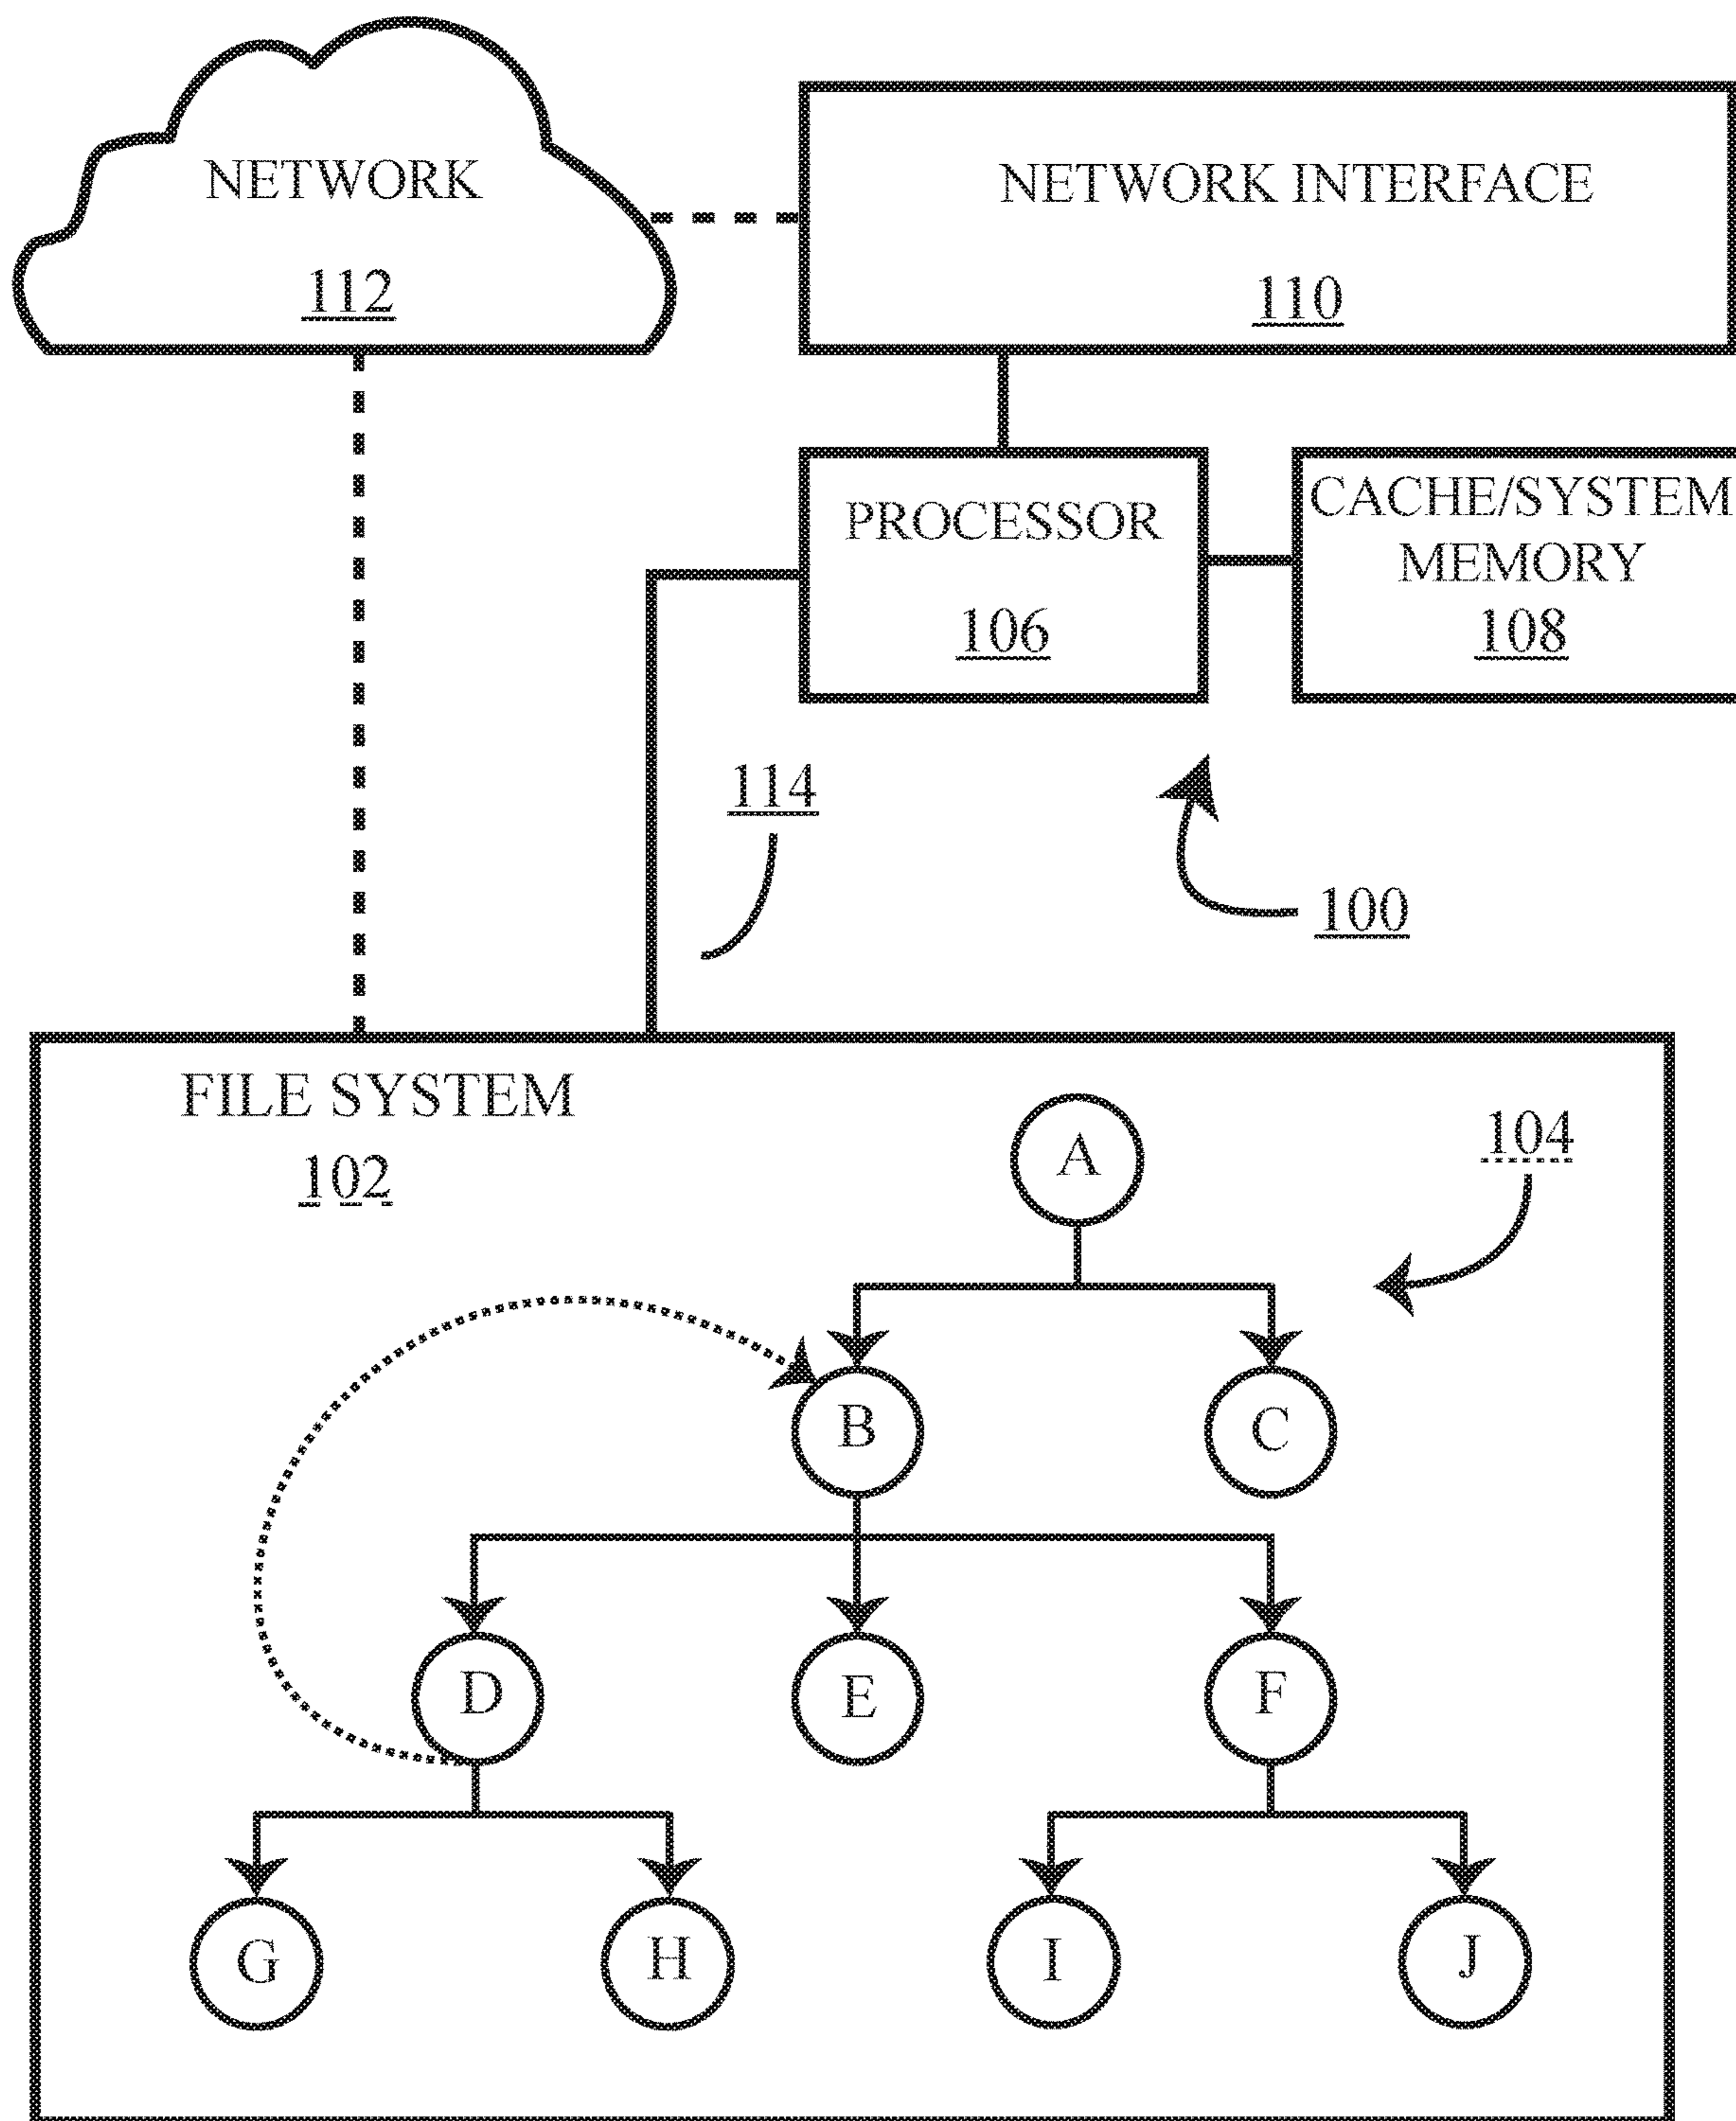 NETWORK
112
NETWORK INTERFACE
110
PROCESSOR
106
CACHE/SYSTEM
MEMORY
108
114
100
FILE SYSTEM
102
104
A
B
C
D
E
F
G
H
I
J